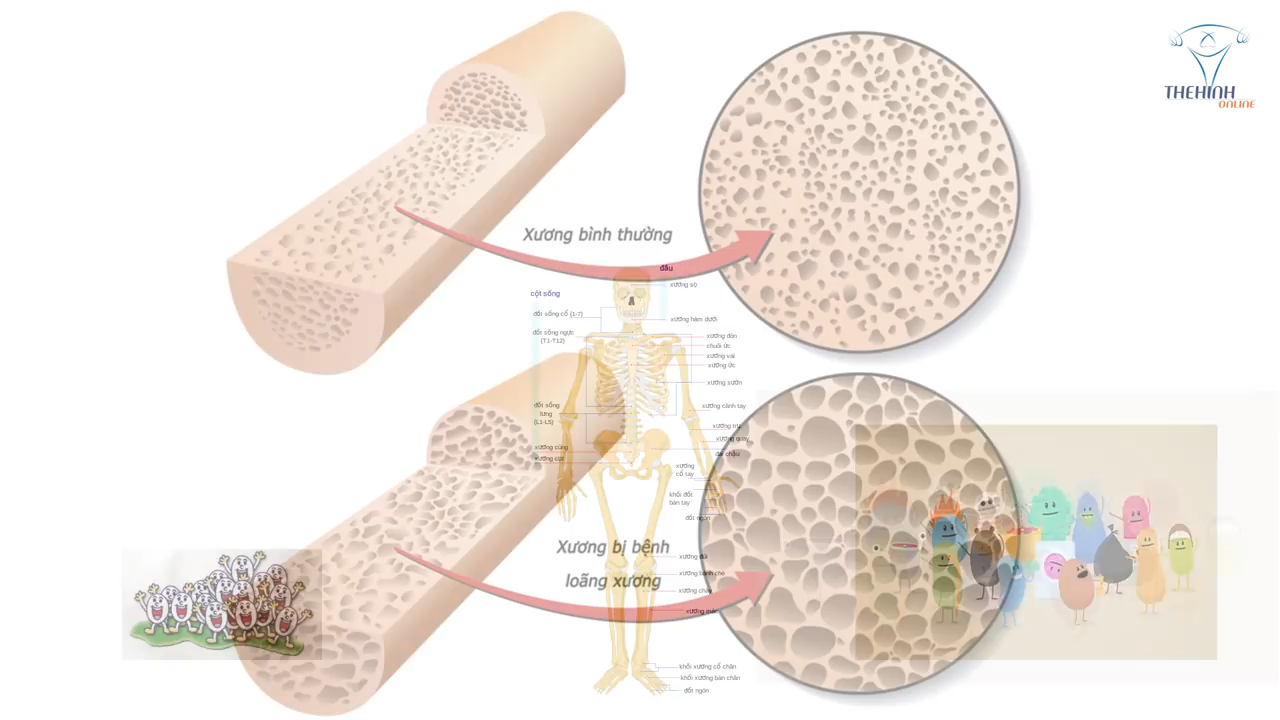 THEHINH
ONLINE
Xương bình thường
đầu
xương sọ
cột sống
đốt sống cổ (1-7)
xương hàm dưới
đốt sống ngực
(T1-T12)
xương đòn
chuôi ức
xương vai
xương ức
xương sườn
đốt sống
lưng
(L1-L5)
xương cánh tay
xương trụ
xương quay
xương cùng
xương cụt
đai chậu
xương
cổ tay
khối đốt
bàn tay
đốt ngón
Xương bị bệnh
loãng xương
xương đùi
xương bánh chè
xương chày
xương mác
khối xương cổ chân
khối xương bàn chân
đốt ngón